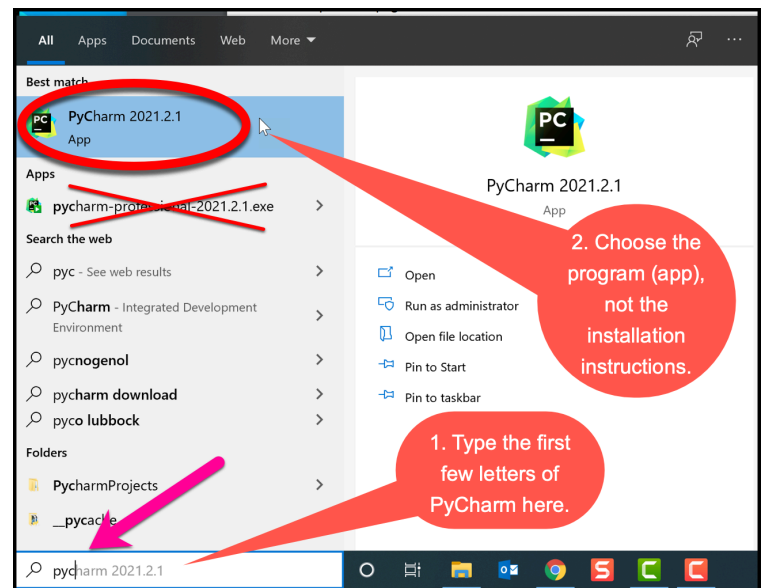 All Apps Documents Web More
Best match
PyCharm 2021.2.1
App
Apps
pycharm-professional-2021.2.1.exe
Search the web
pyc - See web results
PyCharm - Integrated Development
Environment
pycnogenol
pycharm download
pyco lubbock
Folders
PycharmProjects
__pycache
pycharm 2021.2.1
PC
PyCharm 2021.2.1
App
Open
Run as administrator
Open file location
Pin to Start
Pin to taskbar
2. Choose the
program (app),
not the
installation
instructions.
1. Type the first
few letters of
PyCharm here.